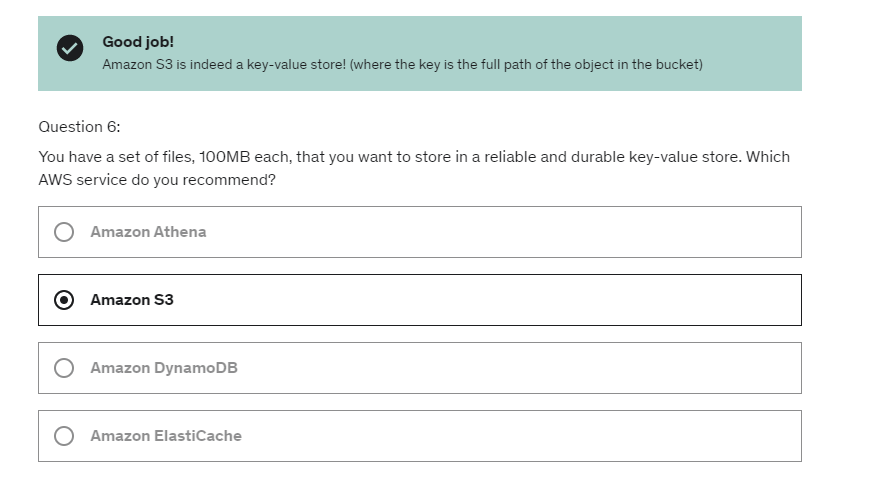 Good job!
Amazon S3 is indeed a key-value store! (where the key is the full path of the object in the bucket)
Question 6:
You have a set of files, 100MB each, that you want to store in a reliable and durable key-value store. Which
AWS service do you recommend?
Amazon Athena
Amazon S3
Amazon DynamoDB
Amazon ElastiCache